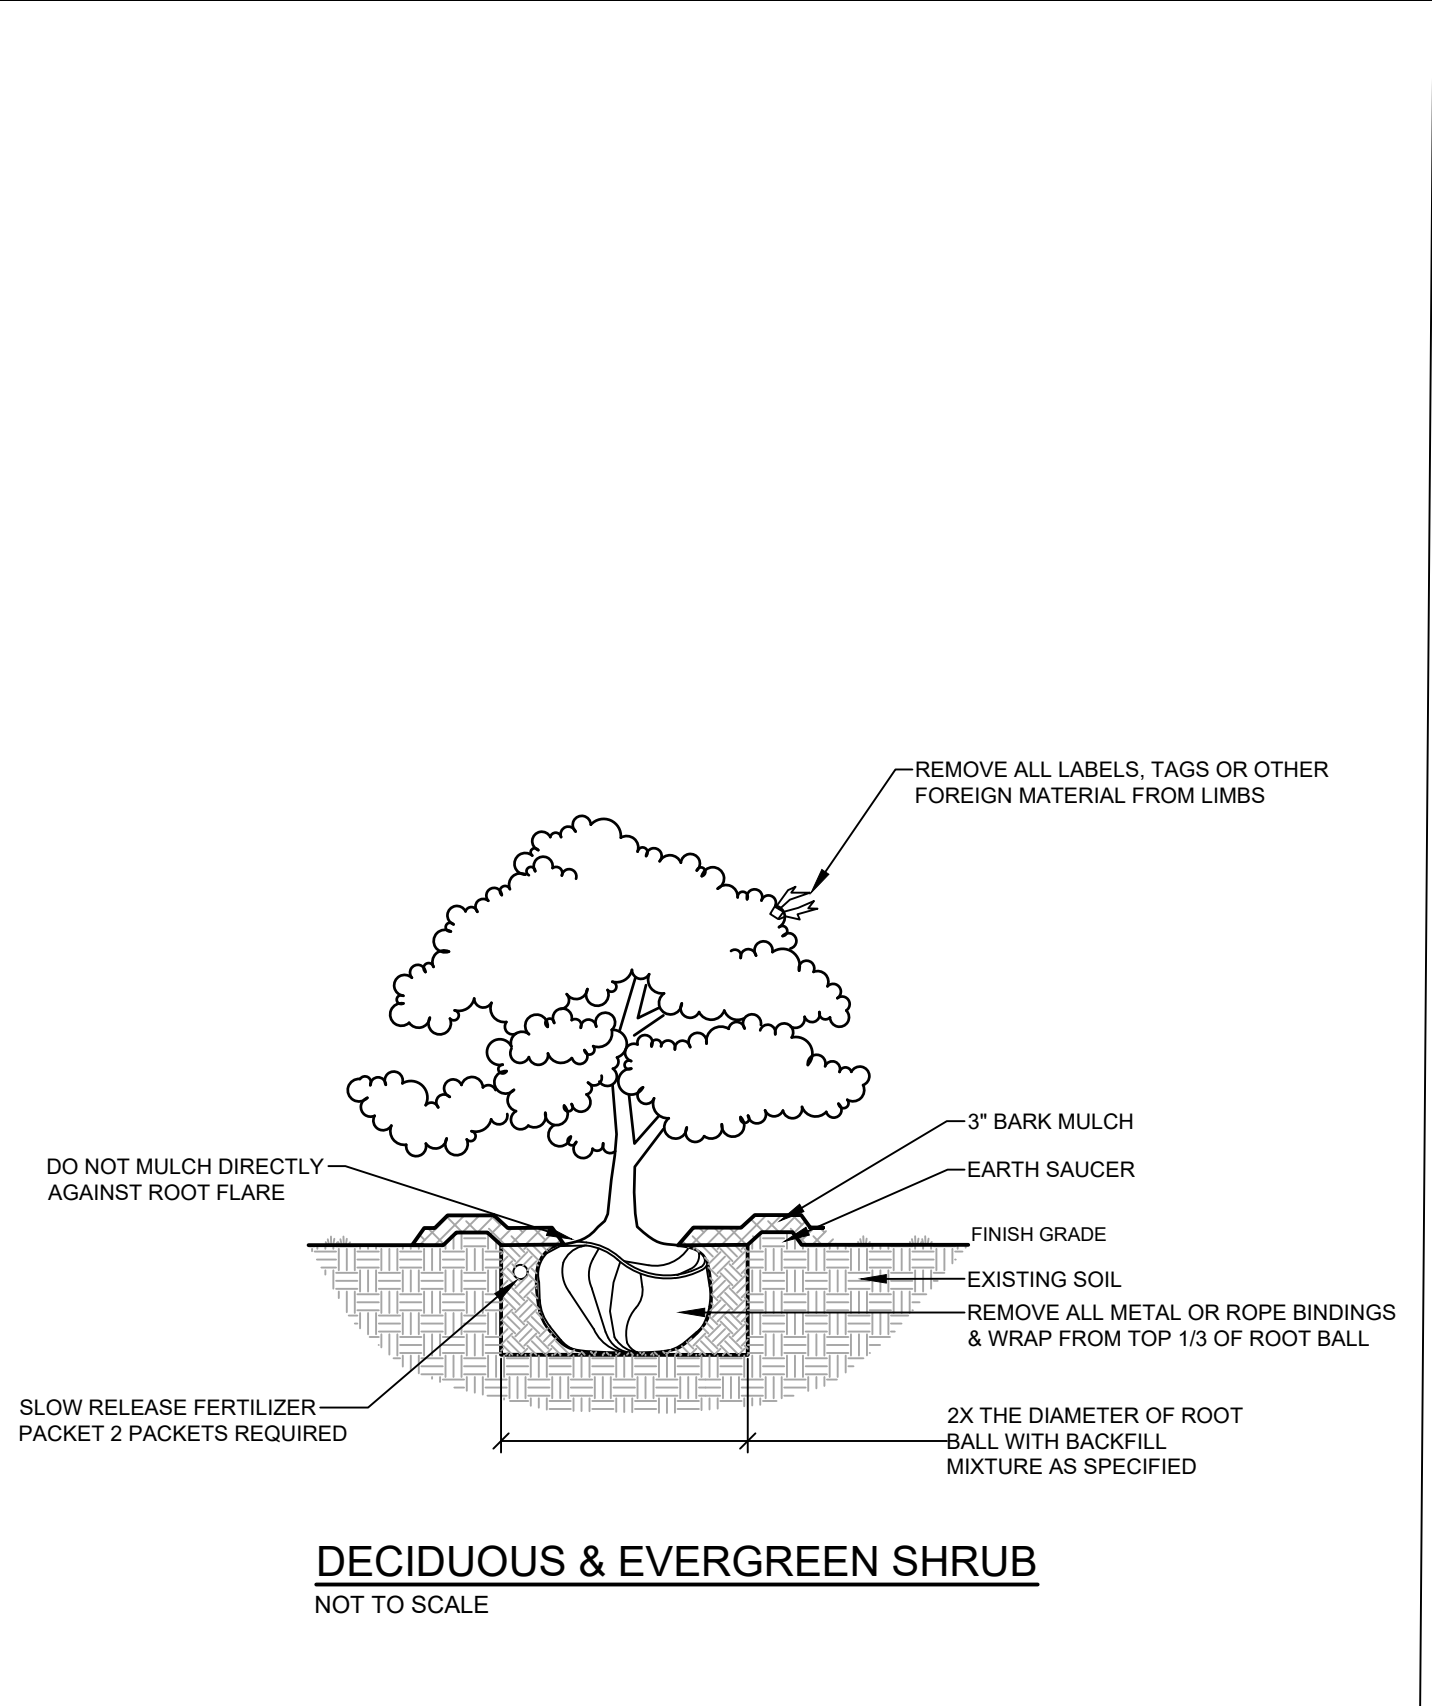 REMOVE ALL LABELS, TAGS OR OTHER
FOREIGN MATERIAL FROM LIMBS
3" BARK MULCH
DO NOT MULCH DIRECTLY
AGAINST ROOT FLARE
EARTH SAUCER
FINISH GRADE
EXISTING SOIL
REMOVE ALL METAL OR ROPE BINDINGS
& WRAP FROM TOP 1/3 OF ROOT BALL
SLOW RELEASE FERTILIZER
PACKET 2 PACKETS REQUIRED
2X THE DIAMETER OF ROOT
BALL WITH BACKFILL
MIXTURE AS SPECIFIED
DECIDUOUS & EVERGREEN SHRUB
NOT TO SCALE